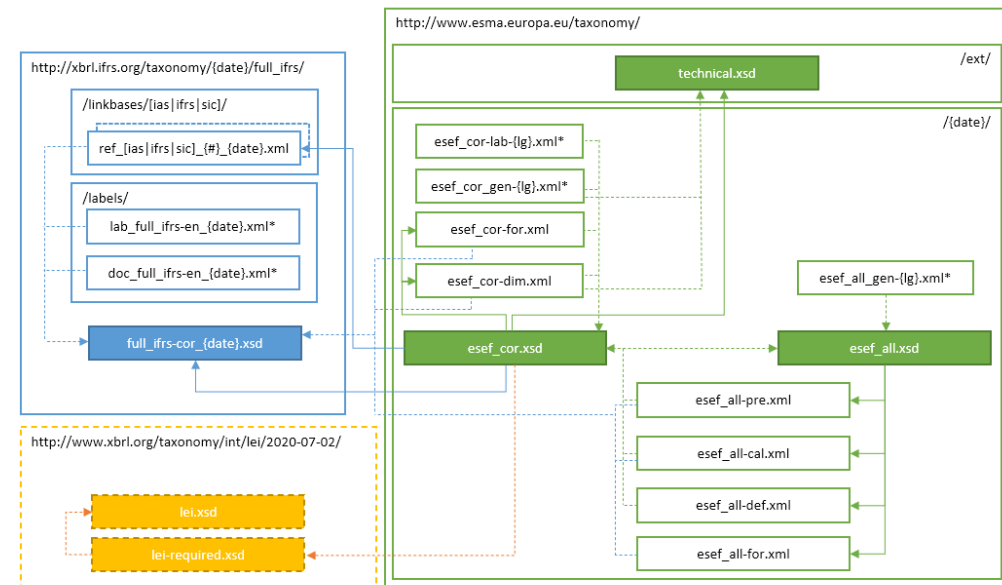 http://www.esma.europa.eu/taxonomy/
/ext/
technical.xsd
http://xbrl.ifrs.org/taxonomy/{date}/full_ifrs/
/linkbases/[ias|ifrs|sic]/
ref_[ias|ifrs|sic]_{#}_{date}.xml
/labels/
lab_full_ifrs-en_{date}.xml*
doc_full_ifrs-en_{date}.xml*
full_ifrs-cor_{date}.xsd
/{date}/
esef_cor-lab-{lg}.xml*
esef_cor_gen-{lg}.xml*
esef_cor-for.xml
esef_cor-dim.xml
esef_all_gen-{lg}.xml*
esef_cor.xsd
esef_all.xsd
esef_all-pre.xml
esef_all-cal.xml
esef_all-def.xml
esef_all-for.xml
http://www.xbrl.org/taxonomy/int/lei/2020-07-02/
lei.xsd
lei-required.xsd